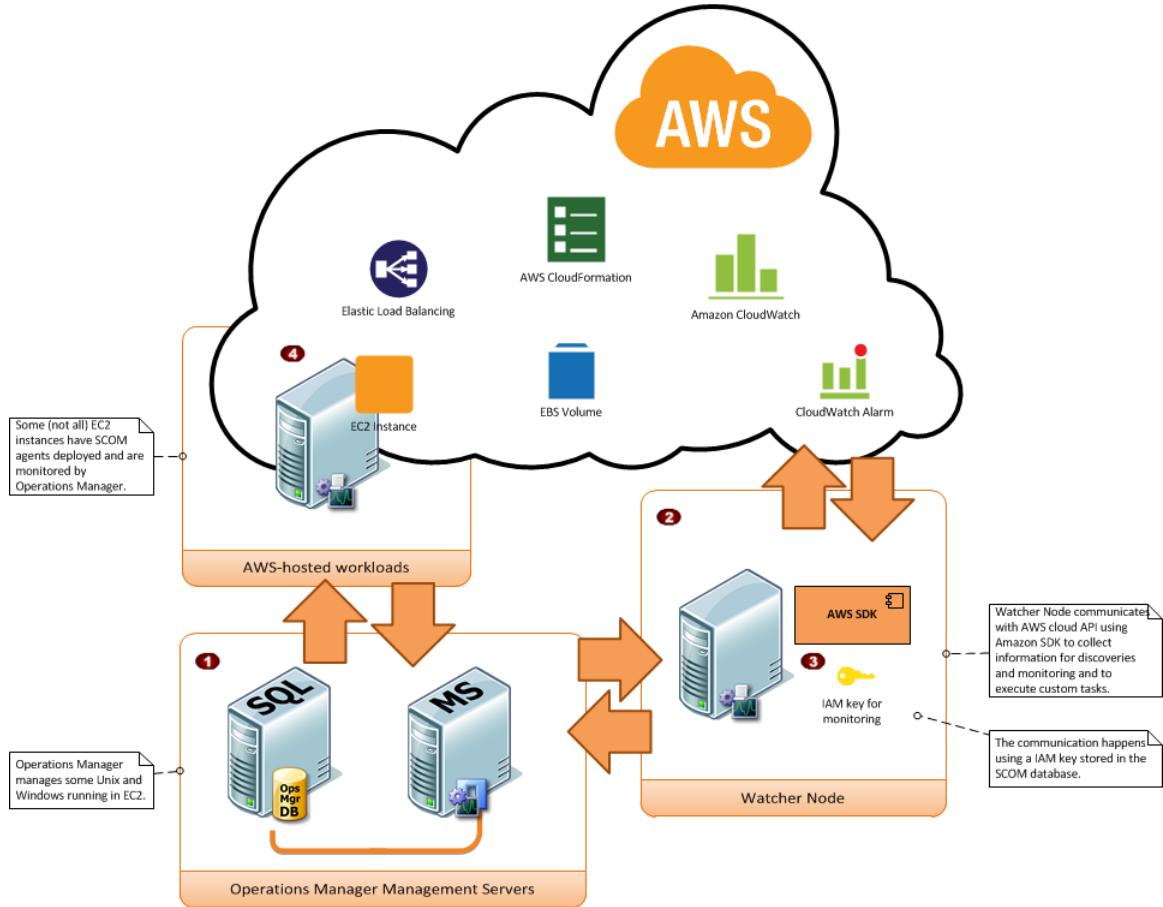 AWS
AWS CloudFormation
Elastic Load Balancing
Amazon CloudWatch
4
EC2 Instance
EBS Volume
CloudWatch Alarm
Some (not all) EC2
instances have SCOM
agents deployed and are
monitored by
Operations Manager.
AWS-hosted workloads
2
AWS SDK
3
IAM key for
monitoring
Watcher Node
Watcher Node communicates
with AWS cloud API using
Amazon SDK to collect
information for discoveries
and monitoring and to
execute custom tasks.
The communication happens
using a IAM key stored in the
SCOM database.
1
SQL
MS
Ops
Mgr
DB
Operations Manager
manages some Unix and
Windows running in EC2.
Operations Manager Management Servers